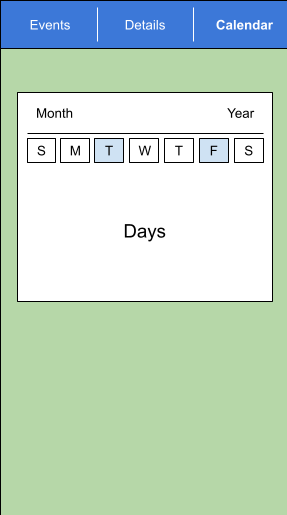 Events Details Calendar
Month Year
S M T W T F S
Days